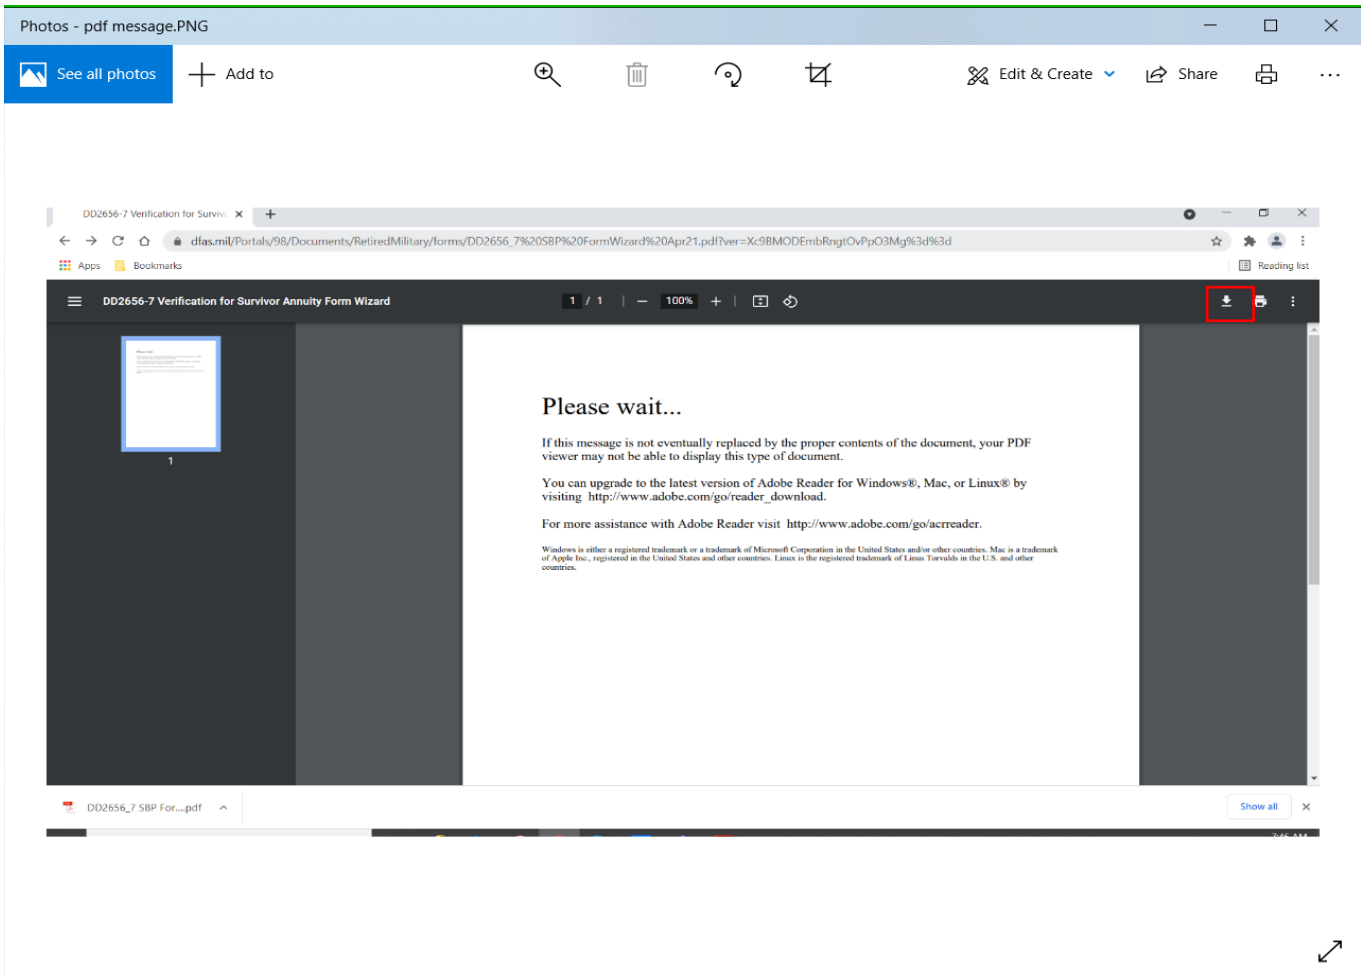 Photos - pdf message.PNG
See all photos
Add to
Edit & Create
Share
DD2656-7 Verification for Surviv
dfas.mil/Portals/98/Documents/RetiredMilitary/forms/DD2656_7%20SBP%20FormWizard%20Apr21.pdf?ver=Xc9BMODEmbRngtOvPpO3Mg%3d%3d
Apps
Bookmarks
Reading list
DD2656-7 Verification for Survivor Annuity Form Wizard
1 / 1
100%
1
Please wait...
If this message is not eventually replaced by the proper contents of the document, your PDF
viewer may not be able to display this type of document.
You can upgrade to the latest version of Adobe Reader for Windows®, Mac, or Linux® by
visiting http://www.adobe.com/go/reader_download.
For more assistance with Adobe Reader visit http://www.adobe.com/go/acrreader.
Windows is either a registered trademark or a trademark of Microsoft Corporation in the United States and/or other countries. Mac is a trademark
of Apple Inc., registered in the United States and other countries. Linux is the registered trademark of Linus Torvalds in the U.S. and other
countries.
DD2656_7 SBP For....pdf
Show all